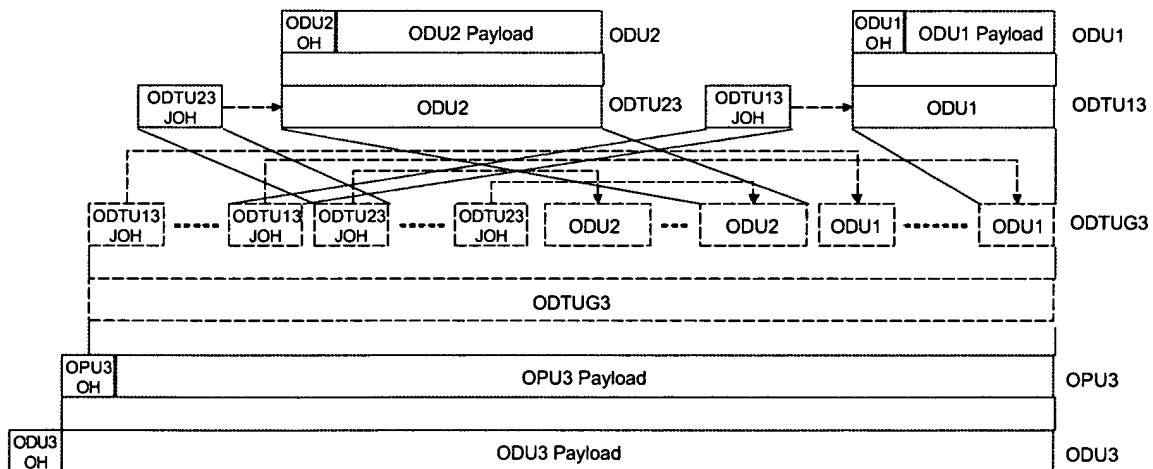 ODU2 OH ODU2 Payload ODU2 ODU1 OH ODU1 Payload ODU1
ODTU23 JOH ODU2 ODTU23 ODTU13 JOH ODU1 ODTU13
ODTU13 JOH ODTU13 JOH ODTU23 JOH ODTU23 JOH ODU2 ODU2 ODU1 ODU1 ODTUG3
ODTUG3
OPU3 OH OPU3 Payload OPU3
ODU3 OH ODU3 Payload ODU3